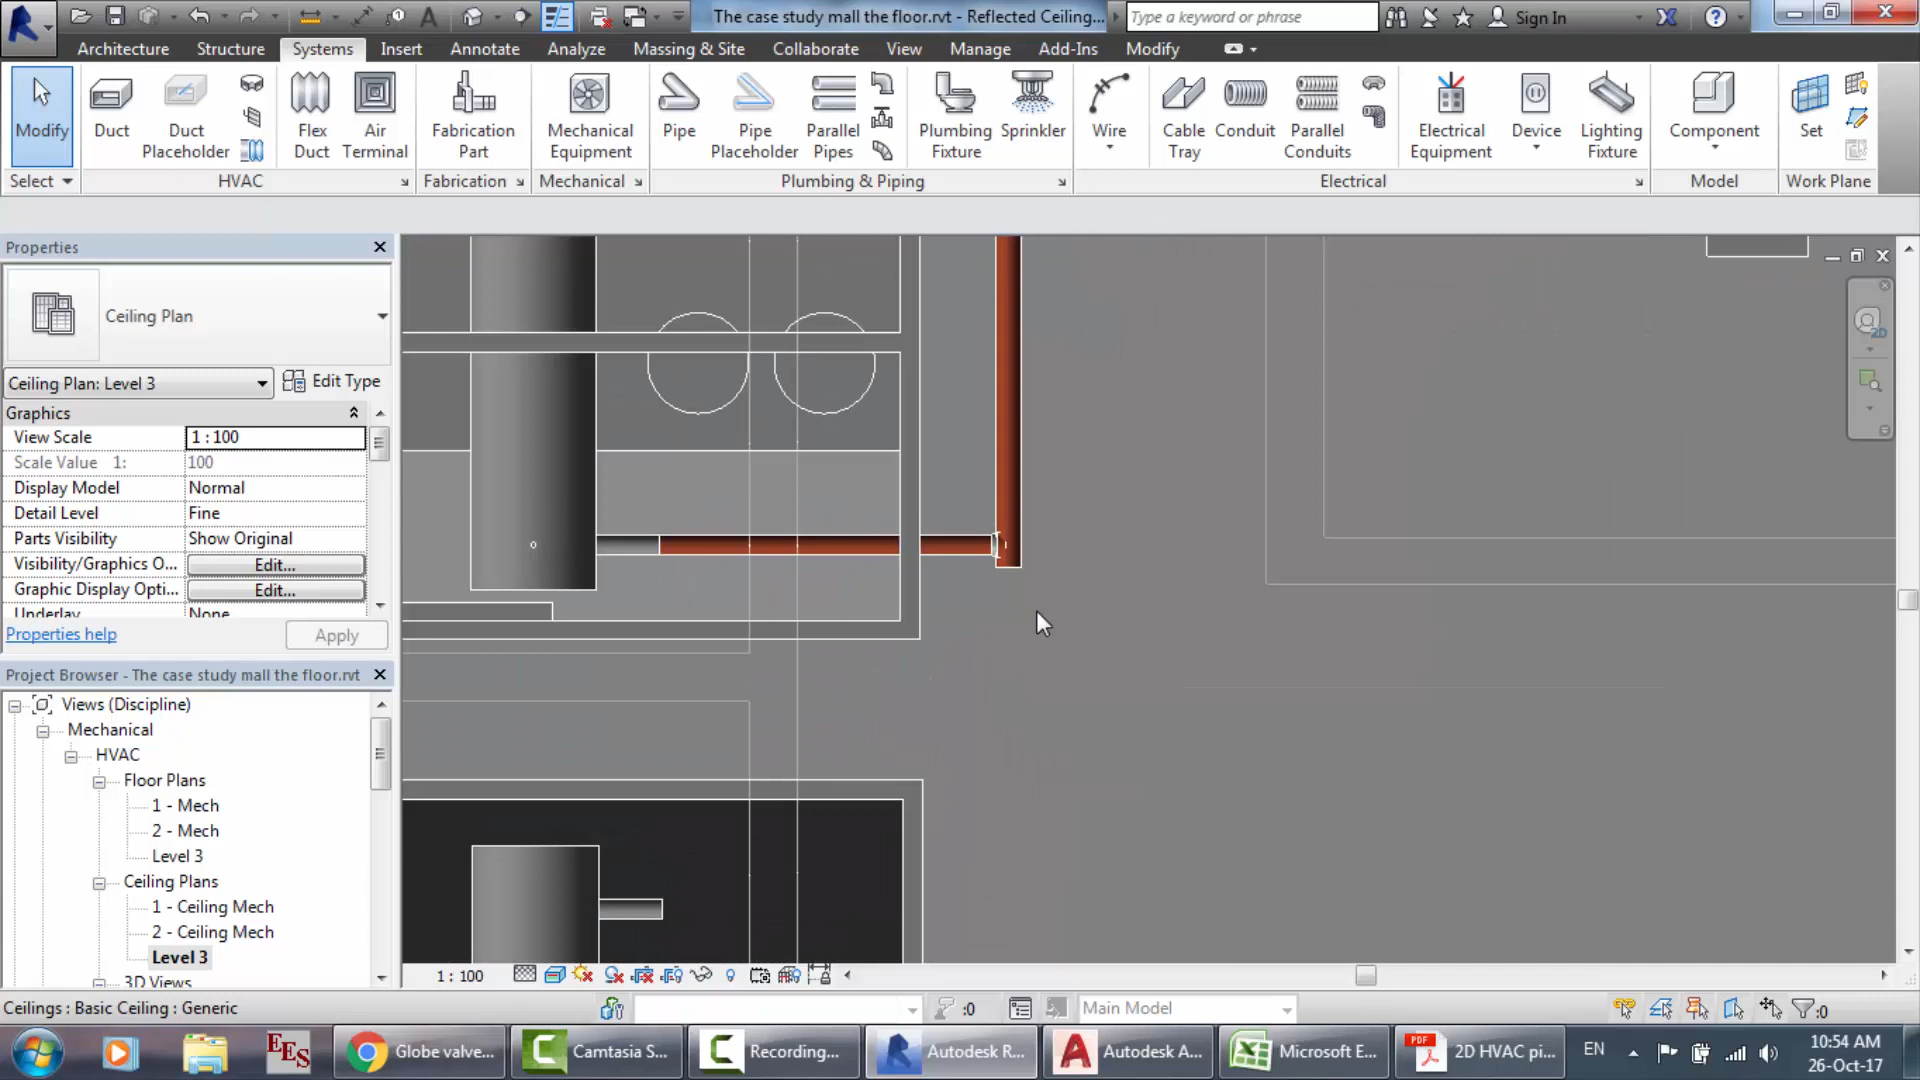 The case study mall the floor.rvt - Reflected Ceiling...
Type a keyword or phrase
Sign In
Architecture Structure Systems Insert Annotate Analyze Massing & Site Collaborate View Manage Add-Ins Modify
Modify
Duct
Duct Placeholder
Flex Duct
Air Terminal
Fabrication Part
Mechanical Equipment
Pipe
Pipe Placeholder
Parallel Pipes
Plumbing Fixture
Sprinkler
Wire
Cable Tray
Conduit
Parallel Conduits
Electrical Equipment
Device
Lighting Fixture
Component
Set
Select HVAC Fabrication Mechanical Plumbing & Piping Electrical Model Work Plane
Properties
Ceiling Plan
Ceiling Plan: Level 3 Edit Type
Graphics
View Scale 1 : 100
Scale Value 1: 100
Display Model Normal
Detail Level Fine
Parts Visibility Show Original
Visibility/Graphics O... Edit...
Graphic Display Opti... Edit...
Underlay None
Properties help Apply
Project Browser - The case study mall the floor.rvt
Views (Discipline)
Mechanical
HVAC
Floor Plans
1 - Mech
2 - Mech
Level 3
Ceiling Plans
1 - Ceiling Mech
2 - Ceiling Mech
Level 3
3D Views
2D
1 : 100
Ceilings : Basic Ceiling : Generic
:0
Main Model
:0
EES
Globe valve...
Camtasia S...
Recording...
Autodesk R...
Autodesk A...
Microsoft E...
PDF
2D HVAC pi...
EN
10:54 AM
26-Oct-17